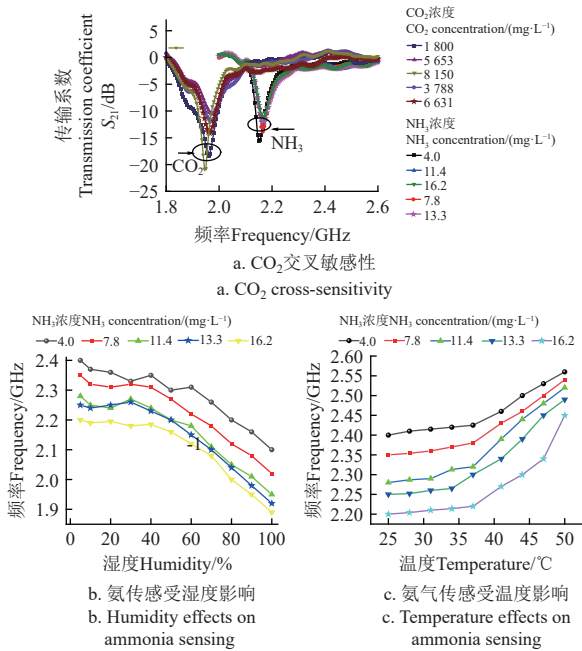 传输系数
Transmission coefficient
S21/dB
5
0
−5
−10
−15
−20
−25
CO2
NH3
1.8 2.0 2.2 2.4 2.6
频率Frequency/GHz
CO2浓度
CO2 concentration/(mg·L−1)
1 800
5 653
8 150
3 788
6 631
NH3浓度
NH3 concentration/(mg·L−1)
4.0
11.4
16.2
7.8
13.3
a. CO2交叉敏感性
a. CO2 cross-sensitivity
NH3浓度NH3 concentration/(mg·L−1)
4.0 7.8 11.4 13.3 16.2
频率Frequency/GHz
2.4
2.3
2.2
2.1
2.0
1.9
0 20 40 60 80 100
湿度Humidity/%
b. 氨传感受湿度影响
b. Humidity effects on
ammonia sensing
NH3浓度NH3 concentration/(mg·L−1)
4.0 7.8 11.4 13.3 16.2
频率Frequency/GHz
2.60
2.55
2.50
2.45
2.40
2.35
2.30
2.25
2.20
25 30 35 40 45 50
温度Temperature/℃
c. 氨气传感受温度影响
c. Temperature effects on
ammonia sensing